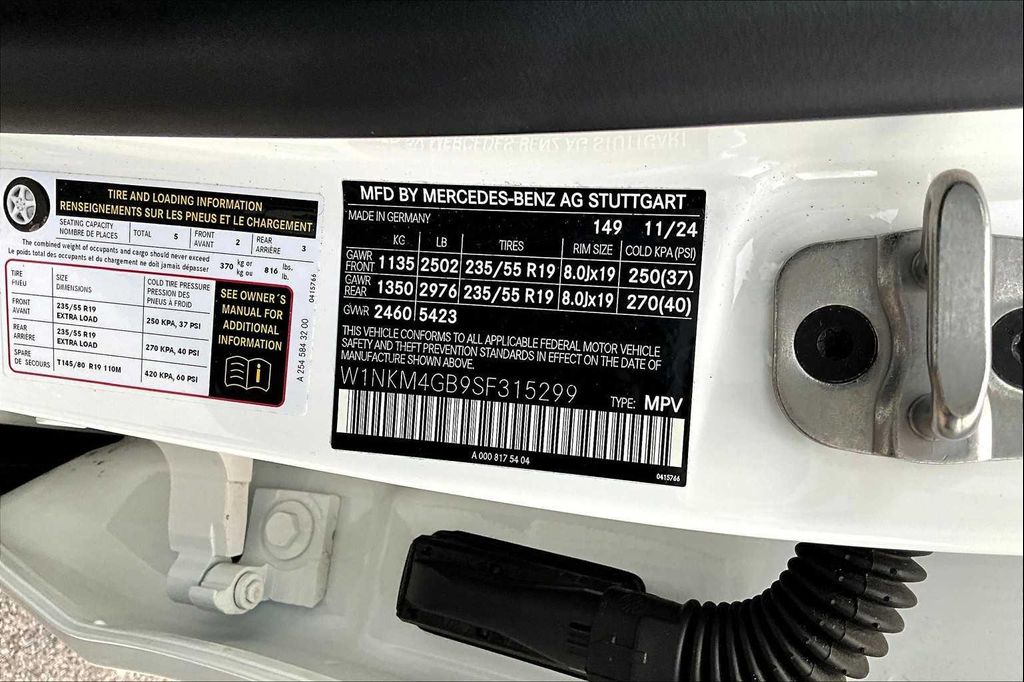 TIRE AND LOADING INFORMATION
RENSEIGNEMENTS SUR LES PNEUS ET LE CHARGEMENT
SEATING CAPACITY
NOMBRE DE PLACES
TOTAL 5
FRONT
AVANT 2
REAR
ARRIÈRE 3
The combined weight of occupants and cargo should never exceed
Le poids total des occupants et du chargement ne doit jamais dépasser
370 kg or
kg ou
816 lbs.
lb.
TIRE
PNEU
SIZE
DIMENSIONS
COLD TIRE PRESSURE
PRESSION DES
PNEUS À FROID
FRONT
AVANT
235/55 R19
EXTRA LOAD
250 KPA, 37 PSI
REAR
ARRIÈRE
235/55 R19
EXTRA LOAD
270 KPA, 40 PSI
SPARE
DE SECOURS
T145/80 R19 110M
420 KPA, 60 PSI
SEE OWNER´S
MANUAL FOR
ADDITIONAL
INFORMATION
i
0415766
A 254 584 32 00
MFD BY MERCEDES-BENZ AG STUTTGART
MADE IN GERMANY 149 11/24
KG LB TIRES RIM SIZE COLD KPA(PSI)
GAWR
FRONT 1135 2502 235/55 R19 8.0Jx19 250(37)
GAWR
REAR 1350 2976 235/55 R19 8.0Jx19 270(40)
GVWR 2460 5423
THIS VEHICLE CONFORMS TO ALL APPLICABLE FEDERAL MOTOR VEHICLE
SAFETY AND THEFT PREVENTION STANDARDS IN EFFECT ON THE DATE OF
MANUFACTURE SHOWN ABOVE.
W1NKM4GB9SF315299
TYPE: MPV
A 000 817 54 04
0415766